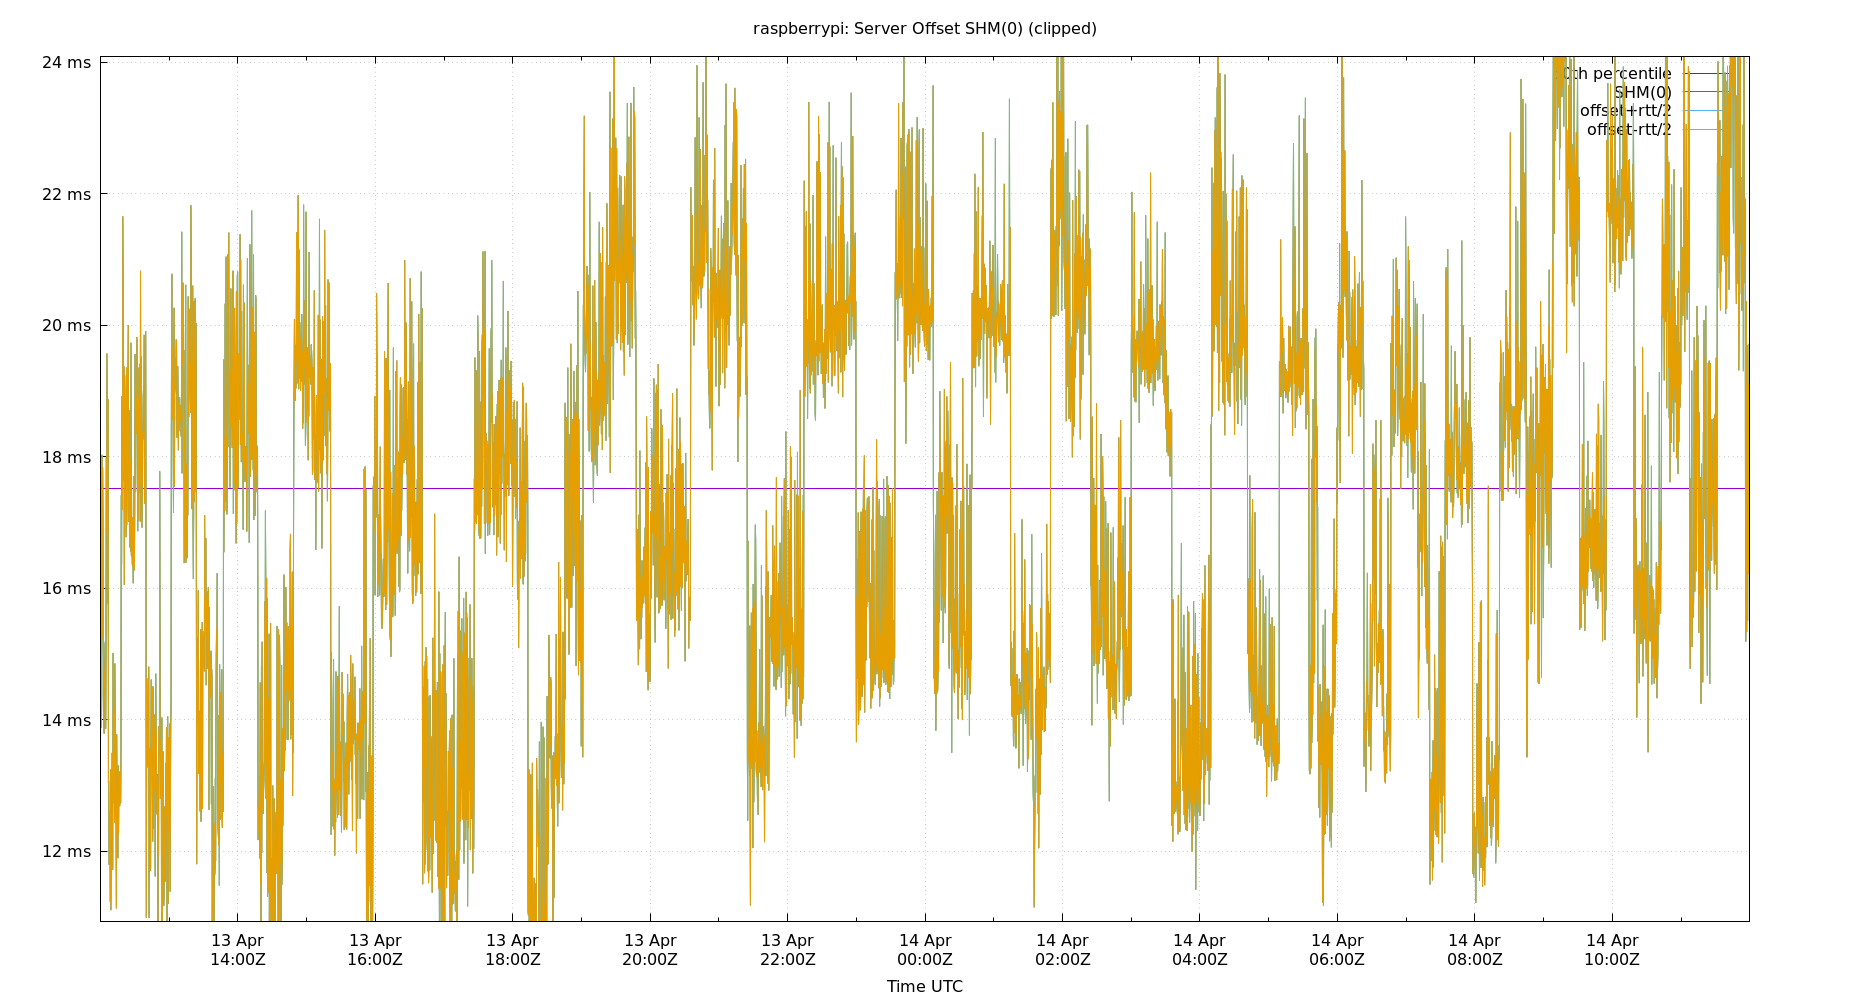 raspberrypi: Server Offset SHM(0) (clipped)
24 ms
22 ms
20 ms
18 ms
16 ms
14 ms
12 ms
percentile
SHM(0)
offset+rtt/2
offset-rtt/2
13 Apr 13 Apr 13 Apr 13 Apr 13 Apr 14 Apr 14 Apr 14 Apr 14 Apr 14 Apr 14 Apr
14:00Z 16:00Z 18:00Z 20:00Z 22:00Z 00:00Z 02:00Z 04:00Z 06:00Z 08:00Z 10:00Z
Time UTC